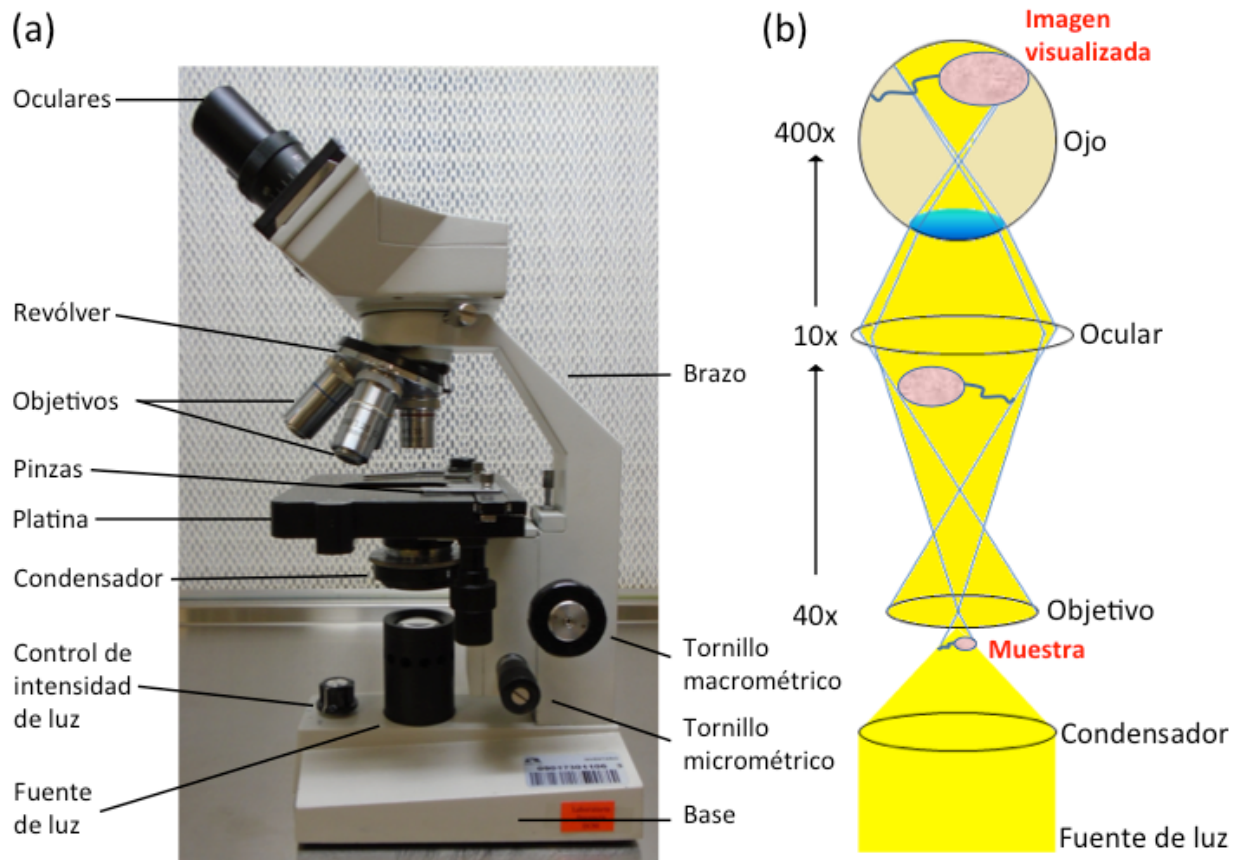 (a)
Oculares
Revólver
Objetivos
Pinzas
Platina
Condensador
Control de
intensidad
de luz
Fuente
de luz
Brazo
Tornillo
macrométrico
Tornillo
micrométrico
Base
(b)
Imagen
visualizada
400x
Ojo
10x
Ocular
40x
Objetivo
Muestra
Condensador
Fuente de luz